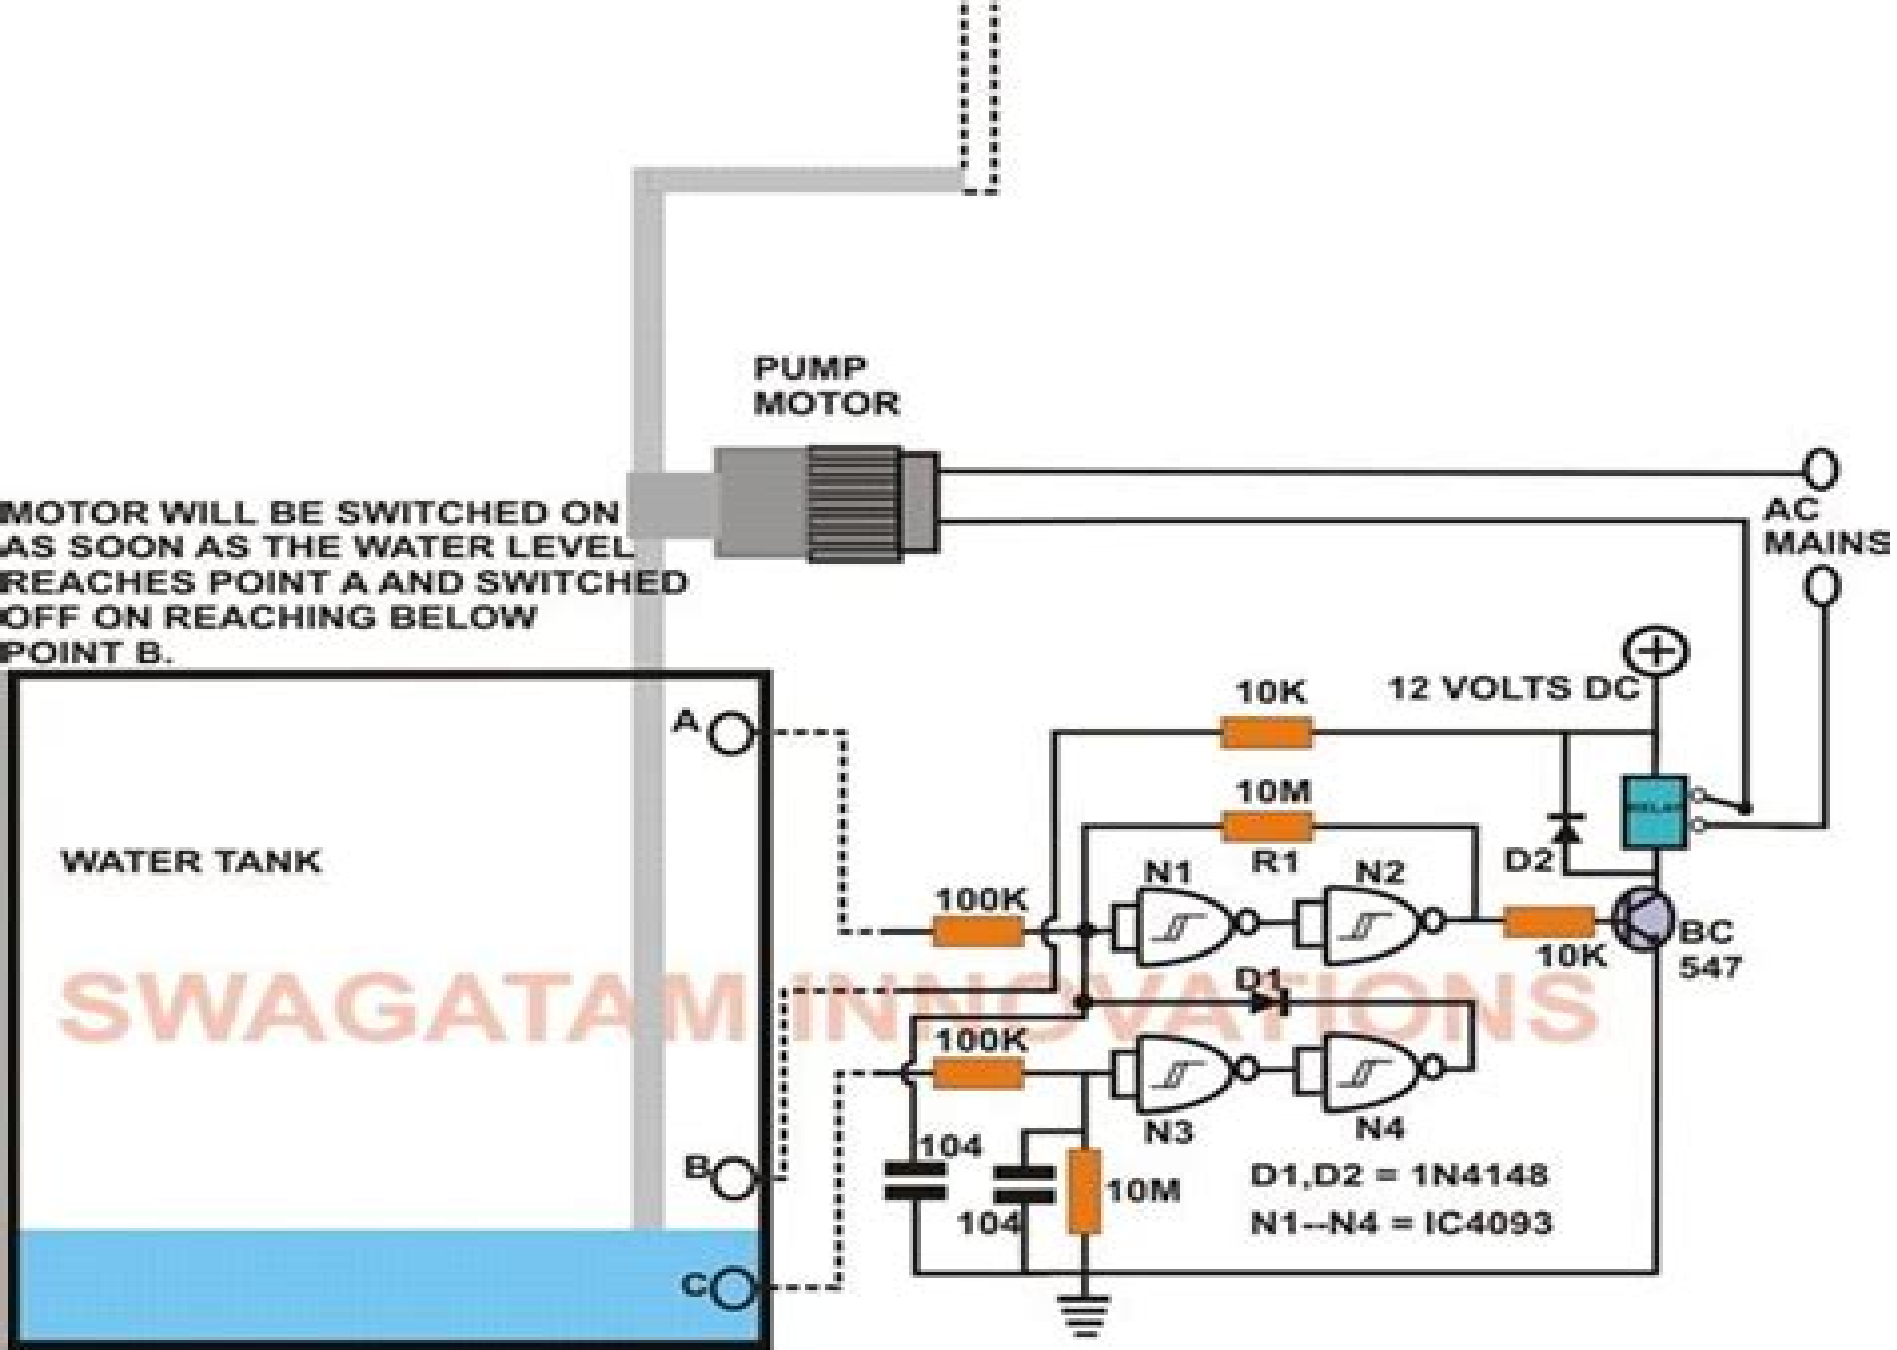 PUMP
MOTOR
AC
MAINS
MOTOR WILL BE SWITCHED ON
AS SOON AS THE WATER LEVEL
REACHES POINT A AND SWITCHED
OFF ON REACHING BELOW
POINT B.
10K
12 VOLTS DC
A
10M
RELAY
R1
D2
WATER TANK
N1
N2
100K
BC
547
10K
D1
SWAGATAM INNOVATIONS
100K
N3
N4
104
B
10M
D1,D2 = 1N4148
104
N1--N4 = IC4093
C